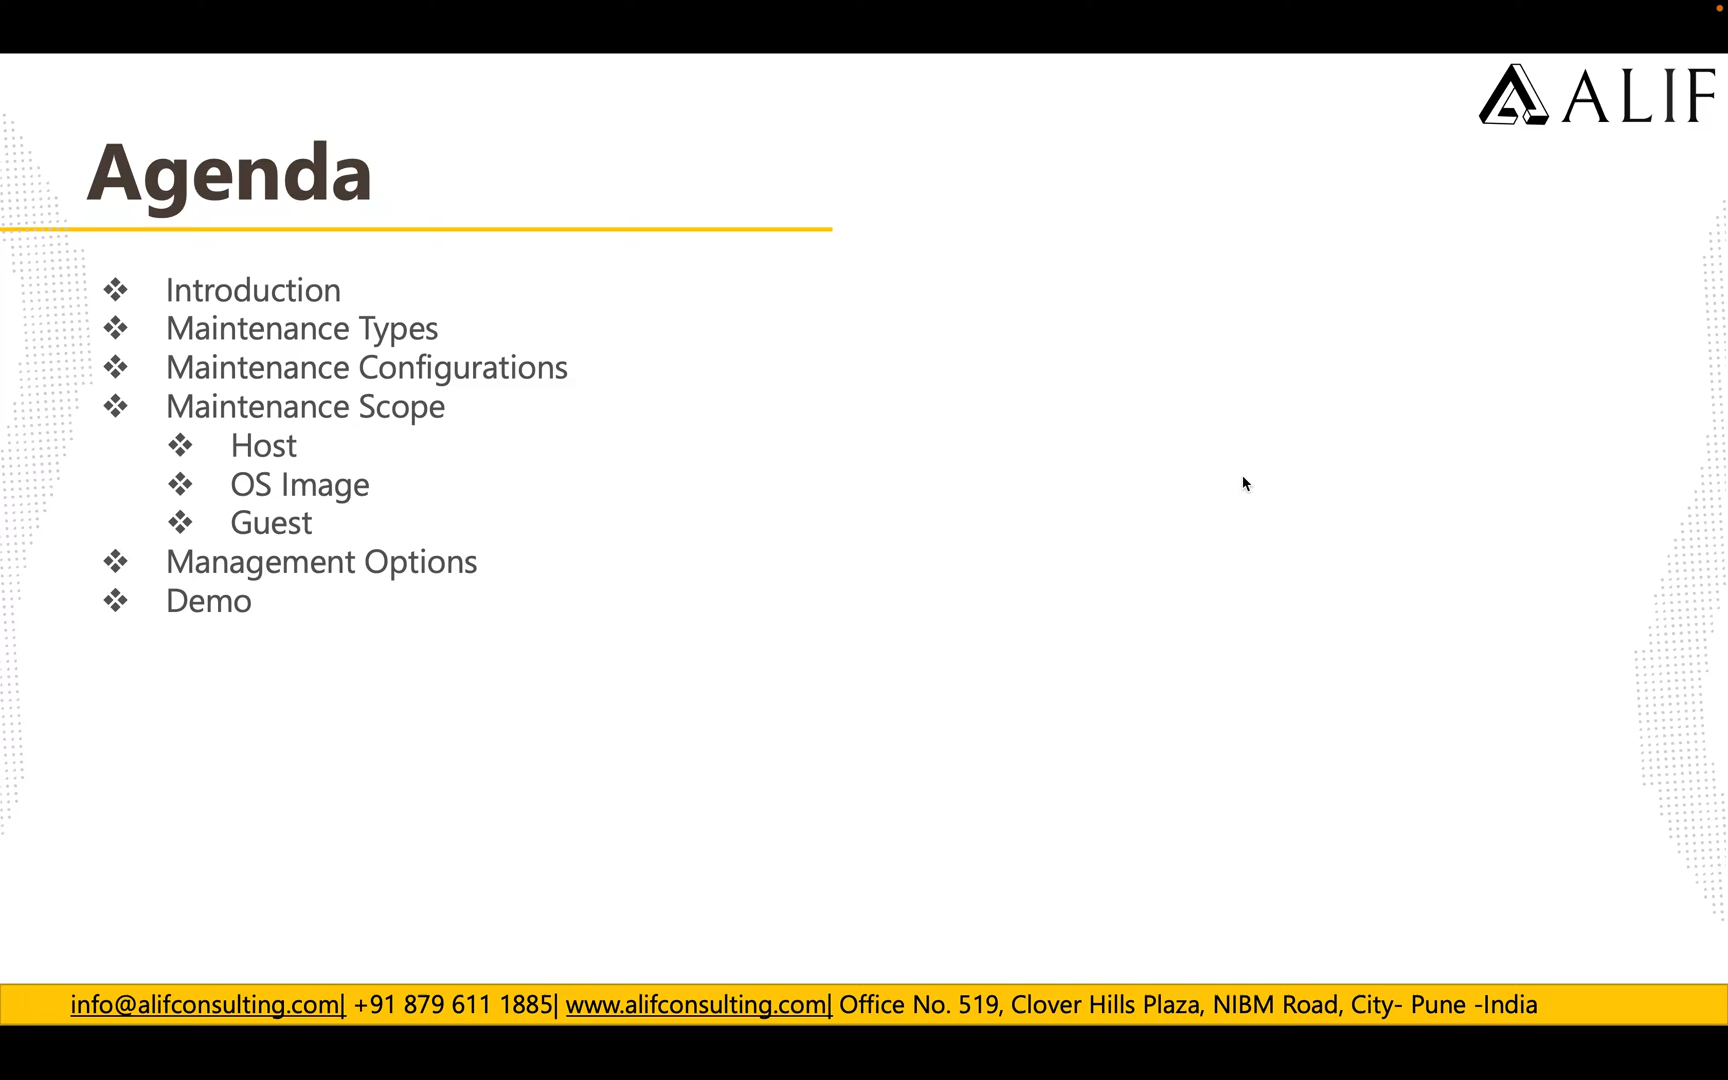 ALIF
Agenda
❖ Introduction
❖ Maintenance Types
❖ Maintenance Configurations
❖ Maintenance Scope
❖ Host
❖ OS Image
❖ Guest
❖ Management Options
❖ Demo
info@alifconsulting.com| +91 879 611 1885| www.alifconsulting.com| Office No. 519, Clover Hills Plaza, NIBM Road, City- Pune -India